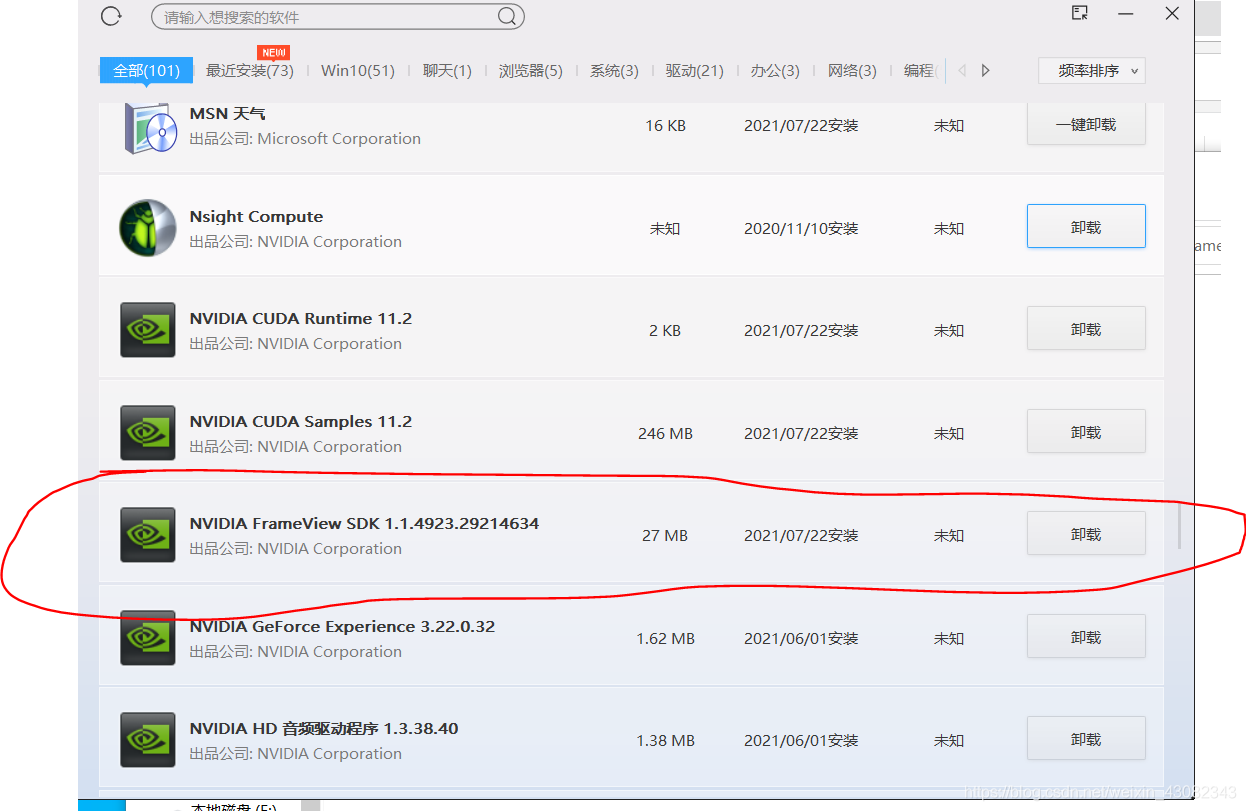 请输入想搜索的软件
NEW
全部(101) 最近安装(73) Win10(51) 聊天(1) 浏览器(5) 系统(3) 驱动(21) 办公(3) 网络(3) 编程( 频率排序
MSN 天气
出品公司: Microsoft Corporation
16 KB 2021/07/22安装 未知 一键卸载
Nsight Compute
出品公司: NVIDIA Corporation
未知 2020/11/10安装 未知 卸载
ame
NVIDIA CUDA Runtime 11.2
出品公司: NVIDIA Corporation
2 KB 2021/07/22安装 未知 卸载
NVIDIA CUDA Samples 11.2
出品公司: NVIDIA Corporation
246 MB 2021/07/22安装 未知 卸载
NVIDIA FrameView SDK 1.1.4923.29214634
出品公司: NVIDIA Corporation
27 MB 2021/07/22安装 未知 卸载
NVIDIA GeForce Experience 3.22.0.32
出品公司: NVIDIA Corporation
1.62 MB 2021/06/01安装 未知 卸载
NVIDIA HD 音频驱动程序 1.3.38.40
出品公司: NVIDIA Corporation
1.38 MB 2021/06/01安装 未知 卸载
本地磁盘 (E:)
https://blog.csdn.net/weixin_43082343